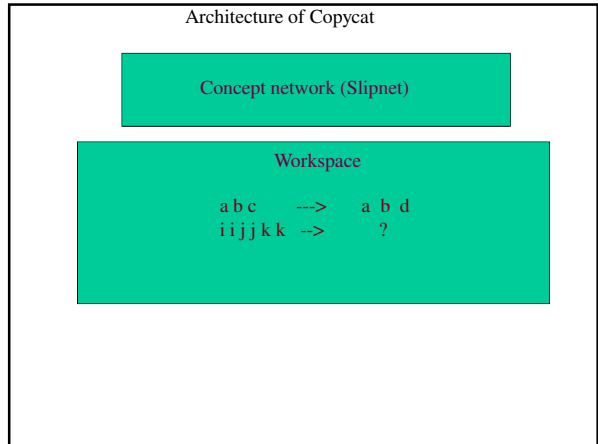 Architecture of Copycat
Concept network (Slipnet)
Workspace
a b c ---> a b d
i i j j k k --> ?